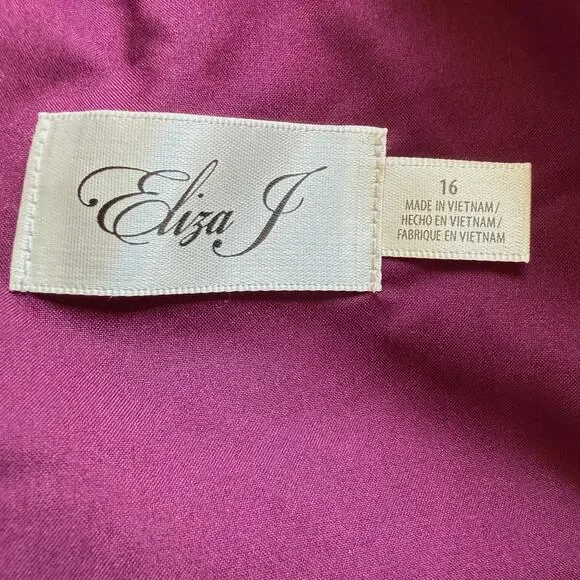 Eliza J
16
MADE IN VIETNAM/
HECHO EN VIETNAM/
FABRIQUE EN VIETNAM